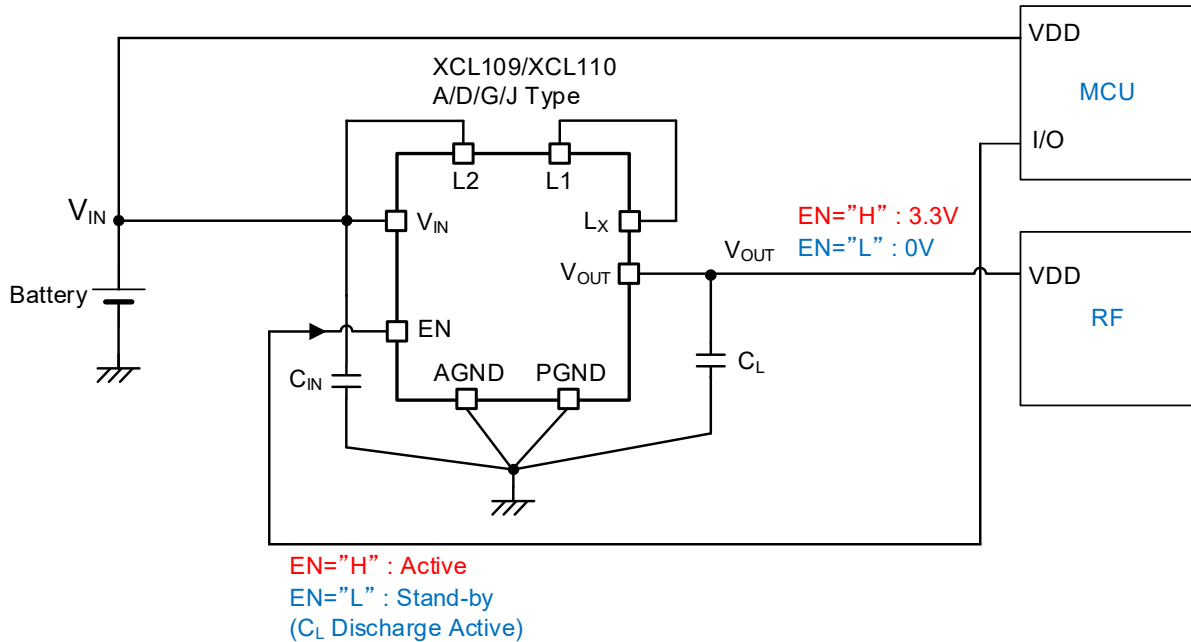 VDD
MCU
I/O
XCL109/XCL110
A/D/G/J Type
L2
L1
VIN
VIN
LX
EN="H" : 3.3V
EN="L" : 0V
VOUT
VOUT
VDD
RF
Battery
EN
CIN
AGND
PGND
CL
EN="H" : Active
EN="L" : Stand-by
(CL Discharge Active)